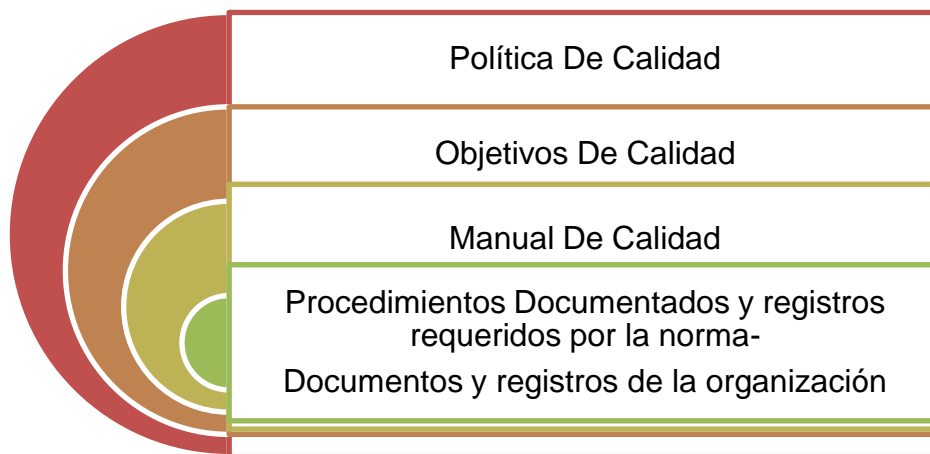 Política De Calidad
Objetivos De Calidad
Manual De Calidad
Procedimientos Documentados y registros
requeridos por la norma-
Documentos y registros de la organización